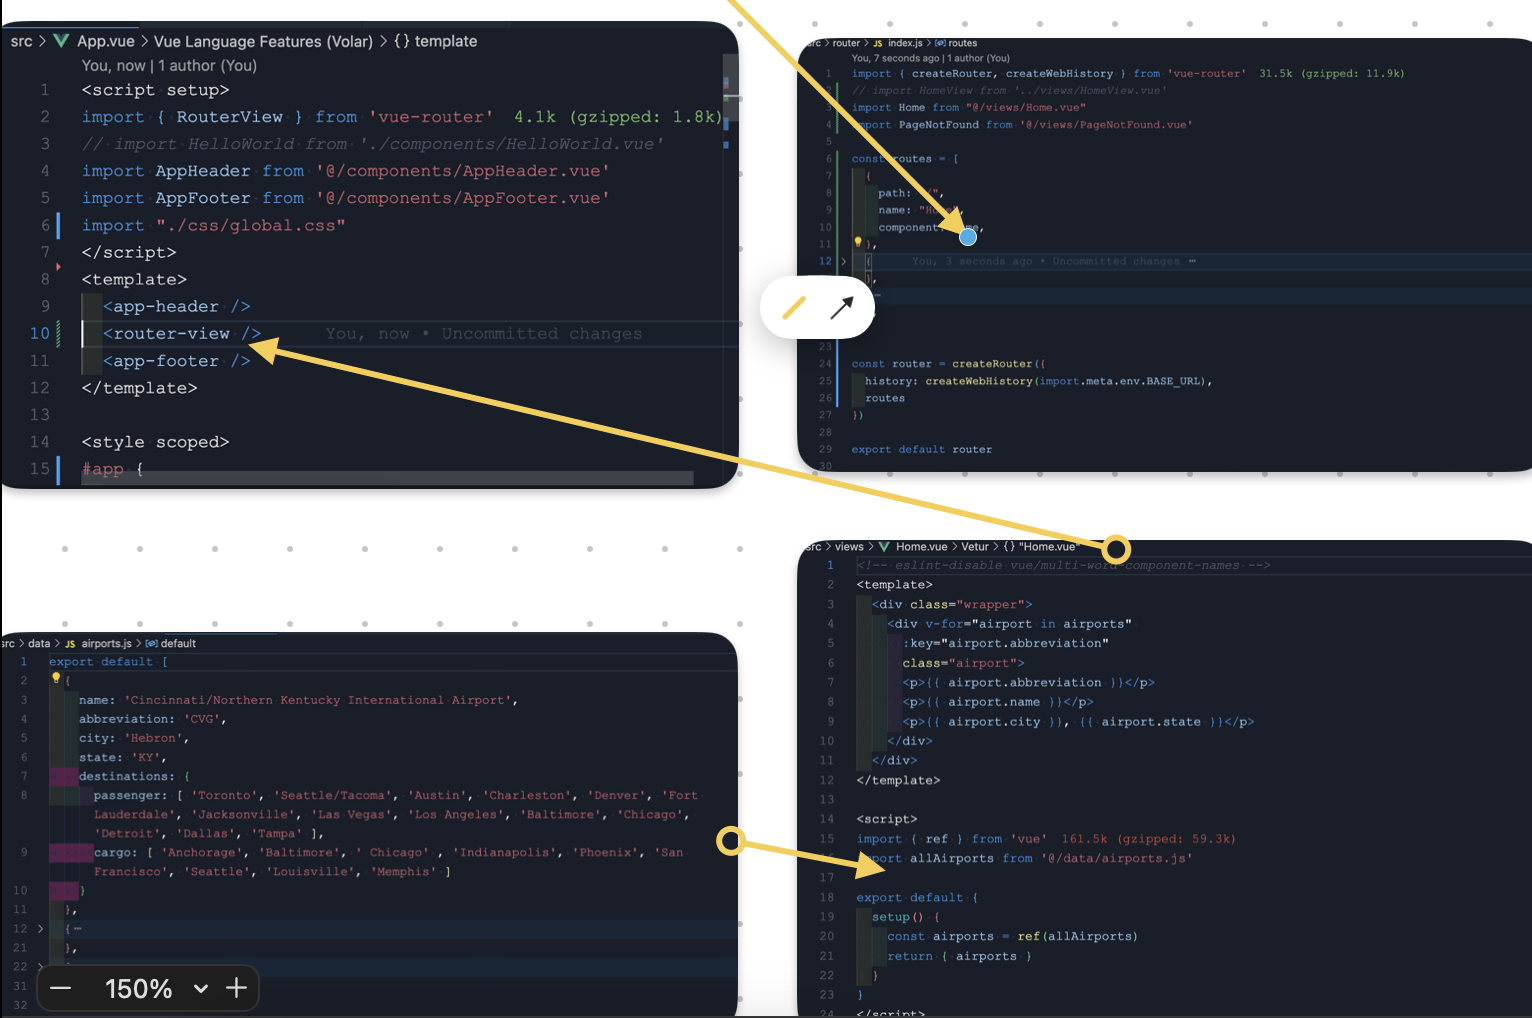 src > App.vue > Vue Language Features (Volar) > {} template
You, now | 1 author (You)
1 <script setup>
2 import { RouterView } from 'vue-router' 4.1k (gzipped: 1.8k)
3 // import HelloWorld from './components/HelloWorld.vue'
4 import AppHeader from '@/components/AppHeader.vue'
5 import AppFooter from '@/components/AppFooter.vue'
6 import "./css/global.css"
7 </script>
8 <template>
9 <app-header />
10 <router-view /> You, now • Uncommitted changes
11 <app-footer />
12 </template>
13
14 <style scoped>
15 #app {
src > router > JS index.js > routes
You, 7 seconds ago | 1 author (You)
1 import { createRouter, createWebHistory } from 'vue-router' 31.5k (gzipped: 11.9k)
2 // import HomeView from '../views/HomeView.vue'
3 import Home from "@/views/Home.vue"
4 import PageNotFound from '@/views/PageNotFound.vue'
5
6 const routes = [
7 {
8 path: "/",
9 name: "Home",
10 component: Home,
11 },
12 > { You, 3 seconds ago • Uncommitted changes ⋯
},
23
24 const router = createRouter({
25 history: createWebHistory(import.meta.env.BASE_URL),
26 routes
27 })
28
29 export default router
30
src > data > JS airports.js > default
1 export default [
2 {
3 name: 'Cincinnati/Northern Kentucky International Airport',
4 abbreviation: 'CVG',
5 city: 'Hebron',
6 state: 'KY',
7 destinations: {
8 passenger: [ 'Toronto', 'Seattle/Tacoma', 'Austin', 'Charleston', 'Denver', 'Fort
Lauderdale', 'Jacksonville', 'Las Vegas', 'Los Angeles', 'Baltimore', 'Chicago',
'Detroit', 'Dallas', 'Tampa' ],
9 cargo: [ 'Anchorage', 'Baltimore', ' Chicago' , 'Indianapolis', 'Phoenix', 'San
Francisco', 'Seattle', 'Louisville', 'Memphis' ]
10 }
11 },
12 > { ⋯
21 },
22 >
31
32
150%
src > views > Home.vue > Vetur > {} "Home.vue"
1 <!-- eslint-disable vue/multi-word-component-names -->
2 <template>
3 <div class="wrapper">
4 <div v-for="airport in airports"
5 :key="airport.abbreviation"
6 class="airport">
7 <p>{{ airport.abbreviation }}</p>
8 <p>{{ airport.name }}</p>
9 <p>{{ airport.city }}, {{ airport.state }}</p>
10 </div>
11 </div>
12 </template>
13
14 <script>
15 import { ref } from 'vue' 161.5k (gzipped: 59.3k)
16 import allAirports from '@/data/airports.js'
17
18 export default {
19 setup() {
20 const airports = ref(allAirports)
21 return { airports }
22 }
23 }
24 </script>